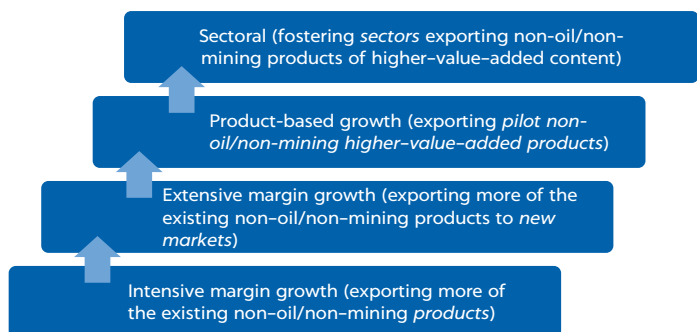 Sectoral (fostering sectors exporting non-oil/non-
mining products of higher-value-added content)
Product-based growth (exporting pilot non-
oil/non-mining higher-value-added products)
Extensive margin growth (exporting more of the
existing non-oil/non-mining products to new
markets)
Intensive margin growth (exporting more of
the existing non-oil/non-mining products)